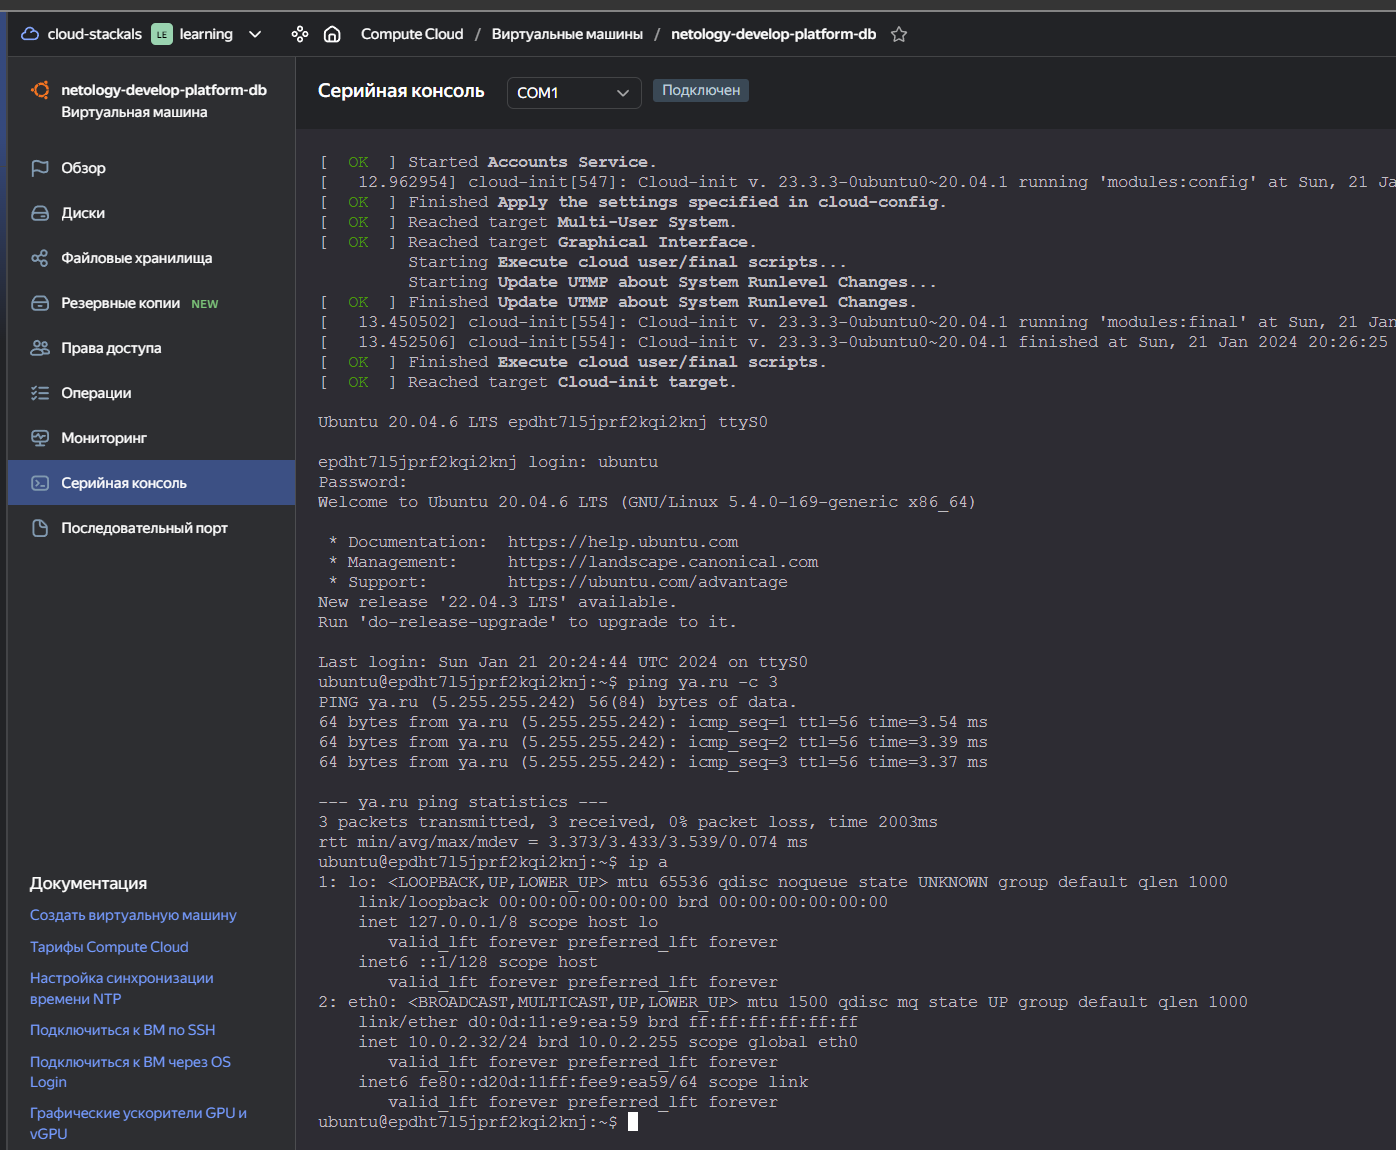 cloud-stackals LE learning Compute Cloud / Виртуальные машины / netology-develop-platform-db
netology-develop-platform-db
Виртуальная машина
Обзор
Диски
Файловые хранилища
Резервные копии NEW
Права доступа
Операции
Мониторинг
Серийная консоль
Последовательный порт
Документация
Создать виртуальную машину
Тарифы Compute Cloud
Настройка синхронизации
времени NTP
Подключиться к ВМ по SSH
Подключиться к ВМ через OS
Login
Графические ускорители GPU и
vGPU
Серийная консоль COM1 Подключен
[  OK  ] Started Accounts Service.
[   12.962954] cloud-init[547]: Cloud-init v. 23.3.3-0ubuntu0~20.04.1 running 'modules:config' at Sun, 21 Ja
[  OK  ] Finished Apply the settings specified in cloud-config.
[  OK  ] Reached target Multi-User System.
[  OK  ] Reached target Graphical Interface.
         Starting Execute cloud user/final scripts...
         Starting Update UTMP about System Runlevel Changes...
[  OK  ] Finished Update UTMP about System Runlevel Changes.
[   13.450502] cloud-init[554]: Cloud-init v. 23.3.3-0ubuntu0~20.04.1 running 'modules:final' at Sun, 21 Jan
[   13.452506] cloud-init[554]: Cloud-init v. 23.3.3-0ubuntu0~20.04.1 finished at Sun, 21 Jan 2024 20:26:25
[  OK  ] Finished Execute cloud user/final scripts.
[  OK  ] Reached target Cloud-init target.
Ubuntu 20.04.6 LTS epdht7l5jprf2kqi2knj ttyS0
epdht7l5jprf2kqi2knj login: ubuntu
Password:
Welcome to Ubuntu 20.04.6 LTS (GNU/Linux 5.4.0-169-generic x86_64)
 * Documentation:  https://help.ubuntu.com
 * Management:     https://landscape.canonical.com
 * Support:        https://ubuntu.com/advantage
New release '22.04.3 LTS' available.
Run 'do-release-upgrade' to upgrade to it.
Last login: Sun Jan 21 20:24:44 UTC 2024 on ttyS0
ubuntu@epdht7l5jprf2kqi2knj:~$ ping ya.ru -c 3
PING ya.ru (5.255.255.242) 56(84) bytes of data.
64 bytes from ya.ru (5.255.255.242): icmp_seq=1 ttl=56 time=3.54 ms
64 bytes from ya.ru (5.255.255.242): icmp_seq=2 ttl=56 time=3.39 ms
64 bytes from ya.ru (5.255.255.242): icmp_seq=3 ttl=56 time=3.37 ms
--- ya.ru ping statistics ---
3 packets transmitted, 3 received, 0% packet loss, time 2003ms
rtt min/avg/max/mdev = 3.373/3.433/3.539/0.074 ms
ubuntu@epdht7l5jprf2kqi2knj:~$ ip a
1: lo: <LOOPBACK,UP,LOWER_UP> mtu 65536 qdisc noqueue state UNKNOWN group default qlen 1000
    link/loopback 00:00:00:00:00:00 brd 00:00:00:00:00:00
    inet 127.0.0.1/8 scope host lo
       valid_lft forever preferred_lft forever
    inet6 ::1/128 scope host
       valid_lft forever preferred_lft forever
2: eth0: <BROADCAST,MULTICAST,UP,LOWER_UP> mtu 1500 qdisc mq state UP group default qlen 1000
    link/ether d0:0d:11:e9:ea:59 brd ff:ff:ff:ff:ff:ff
    inet 10.0.2.32/24 brd 10.0.2.255 scope global eth0
       valid_lft forever preferred_lft forever
    inet6 fe80::d20d:11ff:fee9:ea59/64 scope link
       valid_lft forever preferred_lft forever
ubuntu@epdht7l5jprf2kqi2knj:~$